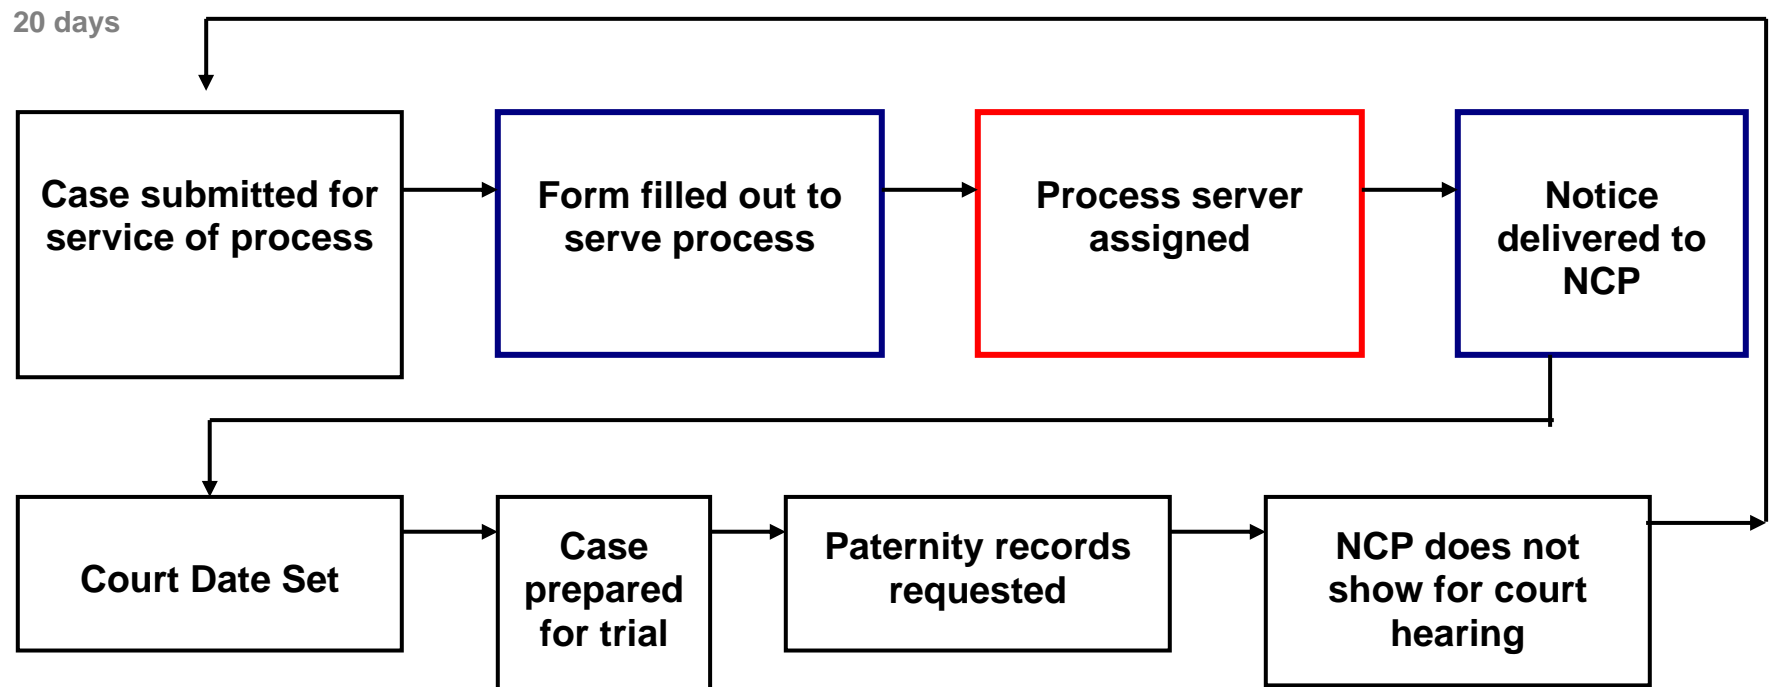 20 days
Case submitted for
service of process
Form filled out to
serve process
Process server
assigned
Notice
delivered to
NCP
Court Date Set
Case
prepared
for trial
Paternity records
requested
NCP does not
show for court
hearing